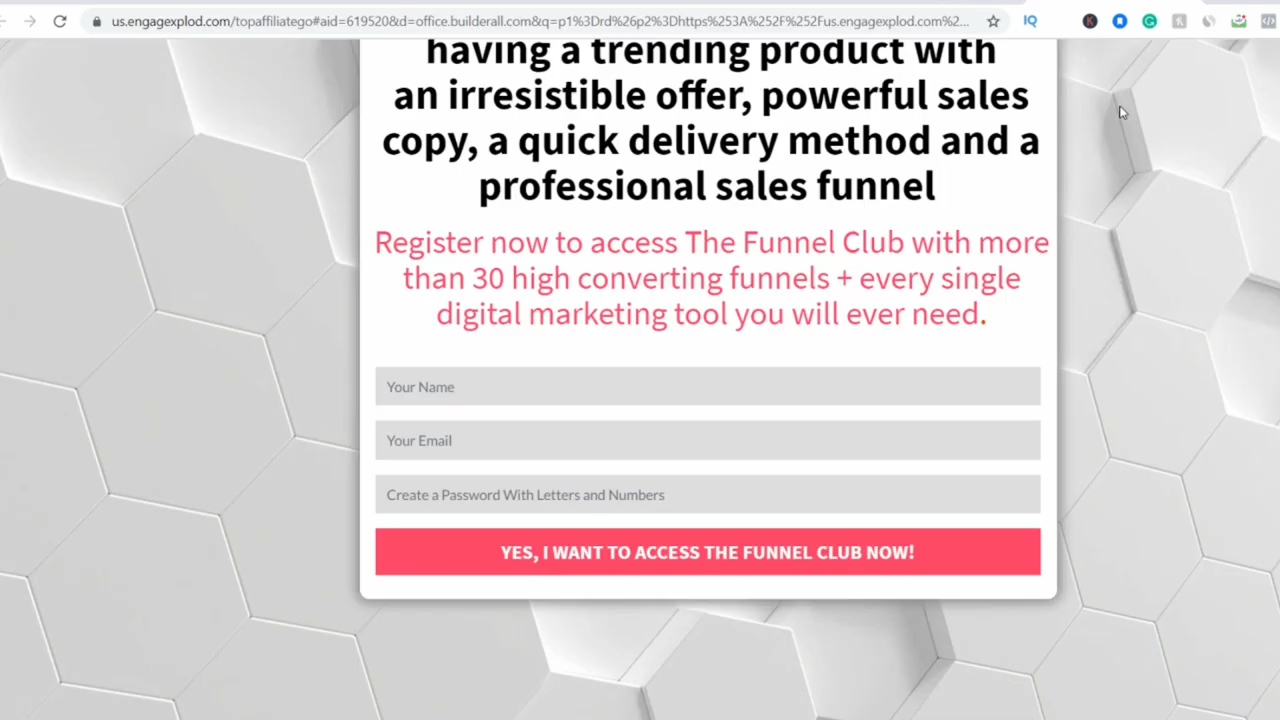 us.engagexplod.com/topaffiliatego#aid=619520&d=office.builderall.com&q=p1%3Drd%26p2%3Dhttps%253A%252F%252Fus.engagexplod.com%2...
IQ
having a trending product with
an irresistible offer, powerful sales
copy, a quick delivery method and a
professional sales funnel
Register now to access The Funnel Club with more
than 30 high converting funnels + every single
digital marketing tool you will ever need.
Your Name
Your Email
Create a Password With Letters and Numbers
YES, I WANT TO ACCESS THE FUNNEL CLUB NOW!